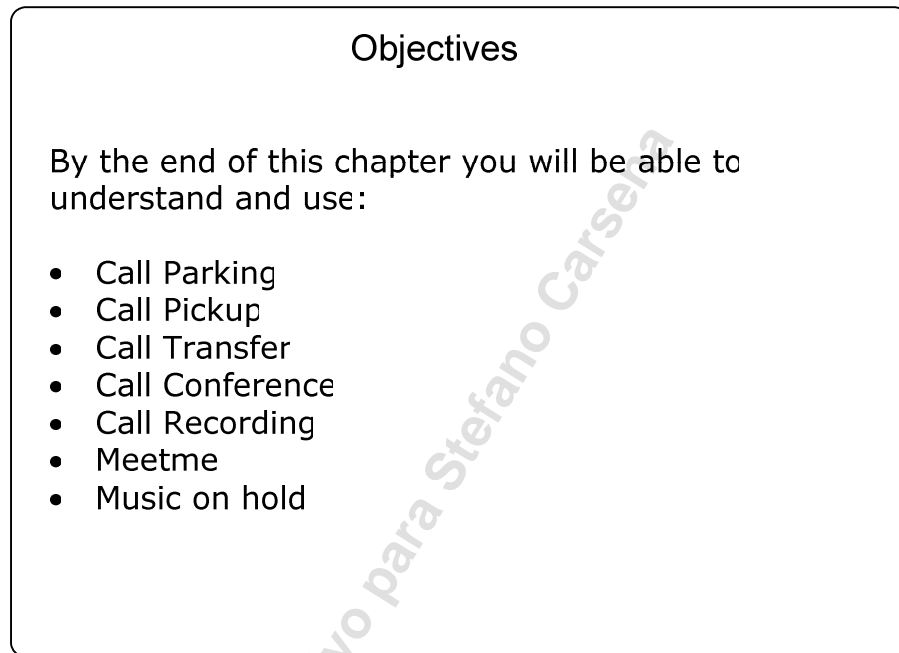 Objectives
By the end of this chapter you will be able to
understand and use:
• Call Parking
• Call Pickup
• Call Transfer
• Call Conference
• Call Recording
• Meetme
• Music on hold
para Stefano Carsena